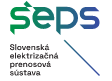 seps
Slovenská
elektrizačná
prenosová
sústava